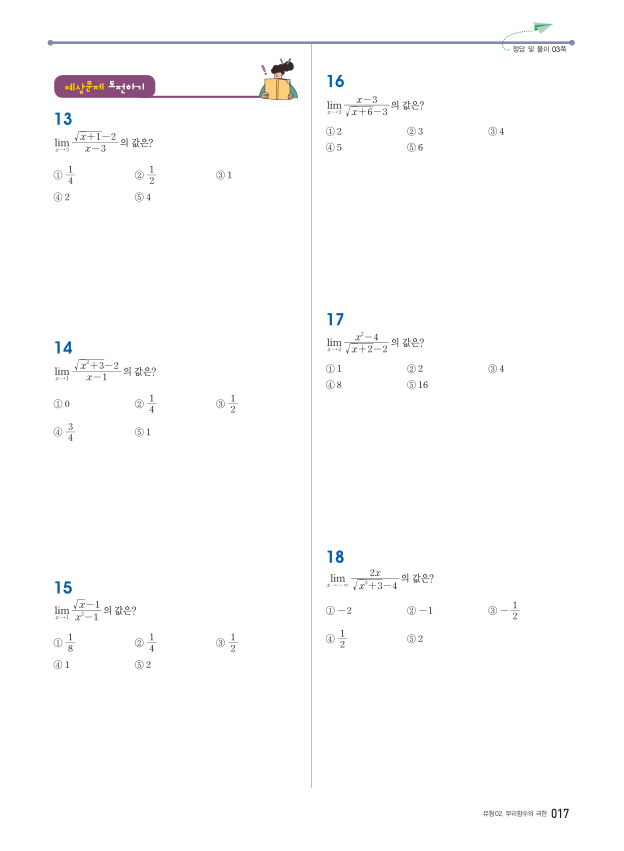 정답 및 풀이 03쪽
예상문제 도전하기
13
lim_{x→3} \frac{\sqrt{x+1}-2}{x-3}의 값은?
① \frac{1}{4} ② \frac{1}{2} ③ 1
④ 2 ⑤ 4
14
lim_{x→1} \frac{\sqrt{x^2+3}-2}{x-1}의 값은?
① 0 ② \frac{1}{4} ③ \frac{1}{2}
④ \frac{3}{4} ⑤ 1
15
lim_{x→1} \frac{\sqrt{x}-1}{x^2-1}의 값은?
① \frac{1}{8} ② \frac{1}{4} ③ \frac{1}{2}
④ 1 ⑤ 2
16
lim_{x→3} \frac{x-3}{\sqrt{x+6}-3}의 값은?
① 2 ② 3 ③ 4
④ 5 ⑤ 6
17
lim_{x→2} \frac{x^2-4}{\sqrt{x+2}-2}의 값은?
① 1 ② 2 ③ 4
④ 8 ⑤ 16
18
lim_{x→-∞} \frac{2x}{\sqrt{x^2+3}-4}의 값은?
① -2 ② -1 ③ -\frac{1}{2}
④ \frac{1}{2} ⑤ 2
유형02. 무리함수의 극한 017